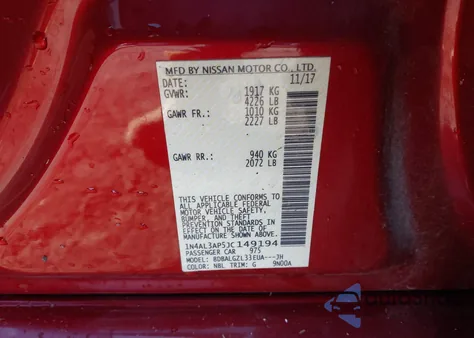 MFD BY NISSAN MOTOR CO., LTD.
DATE: 11/17
GVWR: 1917 KG
4226 LB
GAWR FR.: 1010 KG
2227 LB
GAWR RR.: 940 KG
2072 LB
THIS VEHICLE CONFORMS TO
ALL APPLICABLE FEDERAL
MOTOR VEHICLE SAFETY,
BUMPER, AND THEFT
PREVENTION STANDARDS IN
EFFECT ON THE DATE OF
MANUFACTURE SHOWN ABOVE.
1N4AL3AP5JC149194
PASSENGER CAR 975
MODEL: BDBALGZL33EUA---JH
COLOR: NBL TRIM: G 9N00A